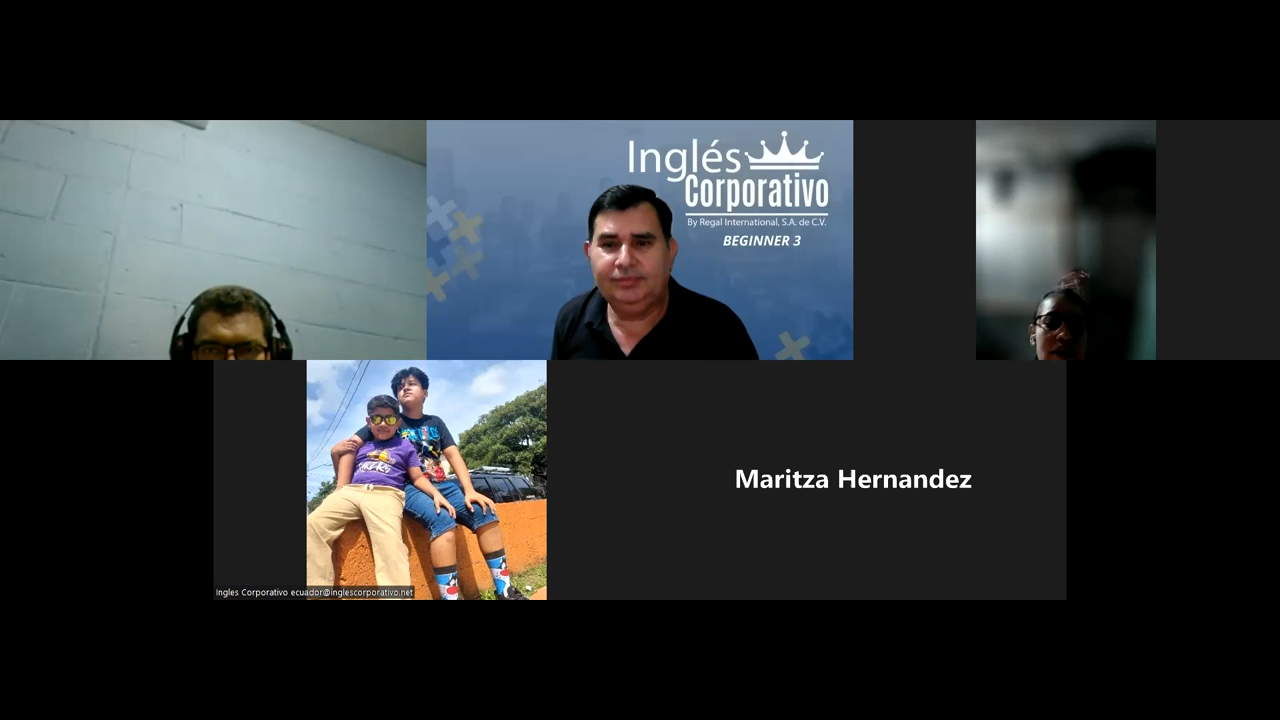 Inglés
Corporativo
By Regal International, S.A. de C.V.
BEGINNER 3
Maritza Hernandez
Ingles Corporativo ecuador@inglescorporativo.net